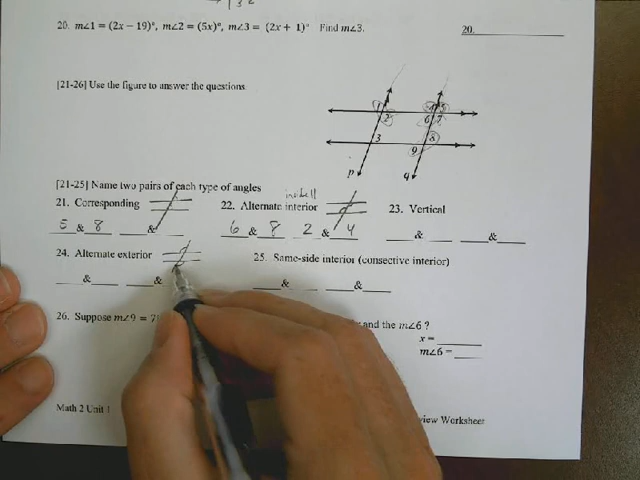 20. m∠1 = (2x − 19)°, m∠2 = (5x)°, m∠3 = (2x + 1)° Find m∠3. 20.
[21-26] Use the figure to answer the questions
1 2 3 4 5 6 7 8 9
p q
[21-25] Name two pairs of each type of angles
21. Corresponding 22. Alternate interior 23. Vertical
5 & 8 & 6 & 8 2 & 4 & &
24. Alternate exterior 25. Same-side interior (consective interior)
& & & &
26. Suppose m∠9 = and the m∠6 ?
x =
m∠6 =
Math 2 Unit view Worksheet